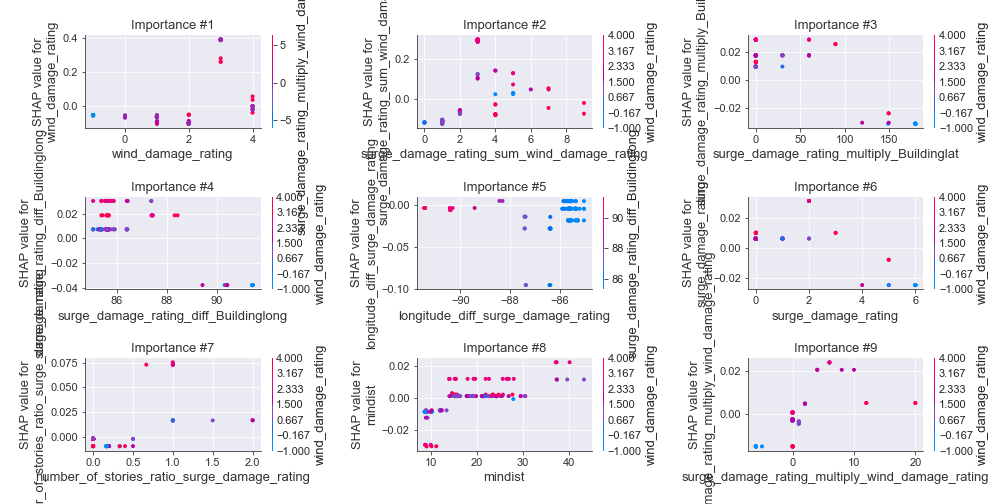 Importance #1
Importance #2
Importance #3
SHAP value for
wind_damage_rating
0.4
0.2
0.0
0
2
4
wind_damage_rating
5
0
−5
surge_damage_rating_multiply_wind_damage_rating
SHAP value for
0.2
0.0
0
2
4
6
8
surge_damage_rating_sum_wind_damage_rating
4.000
3.167
2.333
1.500
0.667
−0.167
−1.000
wind_damage_rating
SHAP value for
surge_damage_rating_multiply_Buildinglat
0.02
0.00
−0.02
−0.04
0
50
100
150
surge_damage_rating_multiply_Buildinglat
4.000
3.167
2.333
1.500
0.667
−0.167
−1.000
wind_damage_rating
Importance #4
Importance #5
Importance #6
SHAP value for
surge_damage_rating_diff_Buildinglong
0.02
0.00
−0.02
−0.04
86
88
90
surge_damage_rating_diff_Buildinglong
4.000
3.167
2.333
1.500
0.667
−0.167
−1.000
wind_damage_rating
SHAP value for
longitude_diff_surge_damage_rating
0.00
−0.05
−0.10
−90
−88
−86
longitude_diff_surge_damage_rating
90
88
86
surge_damage_rating_diff_Buildinglong
SHAP value for
surge_damage_rating
0.02
0.00
−0.02
0
2
4
6
surge_damage_rating
4.000
3.167
2.333
1.500
0.667
−0.167
−1.000
wind_damage_rating
Importance #7
Importance #8
Importance #9
SHAP value for
0.075
0.050
0.025
0.000
0.0
0.5
1.0
1.5
2.0
number_of_stories_ratio_surge_damage_rating
4.000
3.167
2.333
1.500
0.667
−0.167
−1.000
wind_damage_rating
SHAP value for
mindist
0.02
0.00
−0.02
10
20
30
40
mindist
4.000
3.167
2.333
1.500
0.667
−0.167
−1.000
wind_damage_rating
SHAP value for
0.00
−0.02
0
10
20
surge_damage_rating_multiply_wind_damage_rating
4.000
3.167
2.333
1.500
0.667
−0.167
−1.000
wind_damage_rating